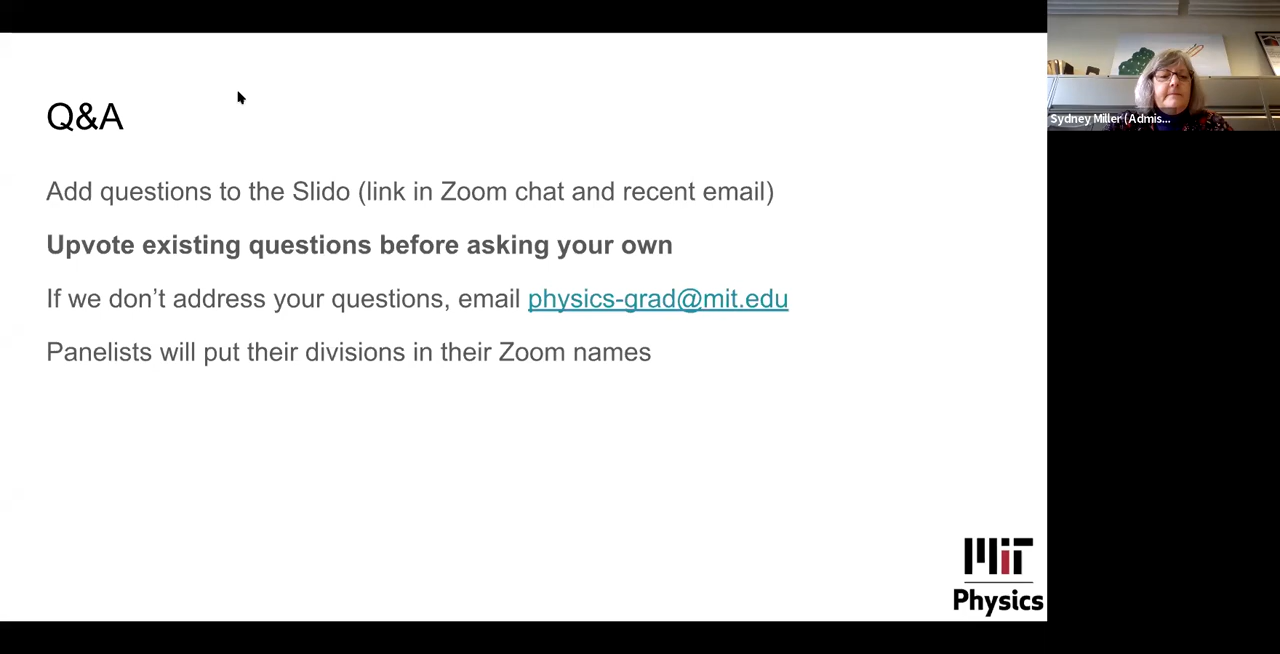 Q&A
Add questions to the Slido (link in Zoom chat and recent email)
Upvote existing questions before asking your own
If we don’t address your questions, email physics-grad@mit.edu
Panelists will put their divisions in their Zoom names
Sydney Miller (Admis...
MIT
Physics